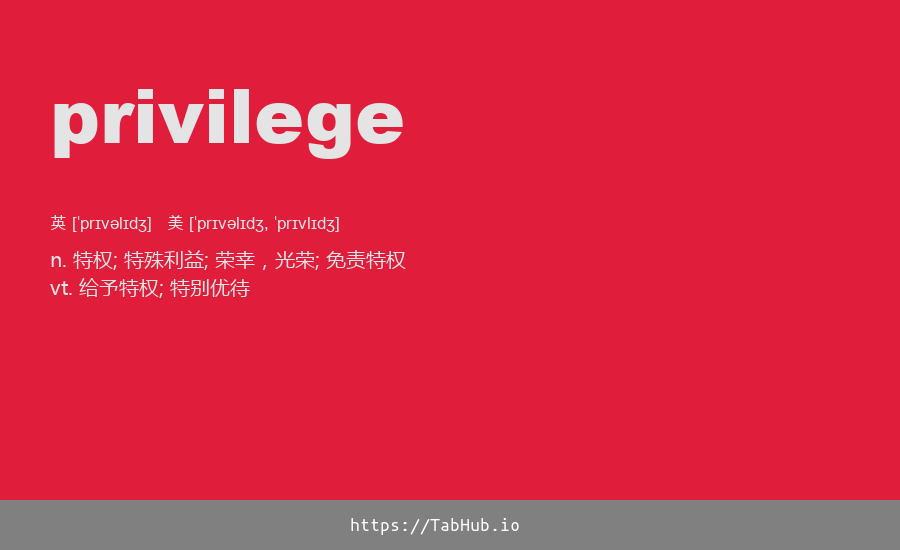 privilege
英 [ˈprɪvəlɪdʒ] 美 [ˈprɪvəlɪdʒ, ˈprɪvlɪdʒ]
n. 特权; 特殊利益; 荣幸，光荣; 免责特权
vt. 给予特权; 特别优待
https://TabHub.io